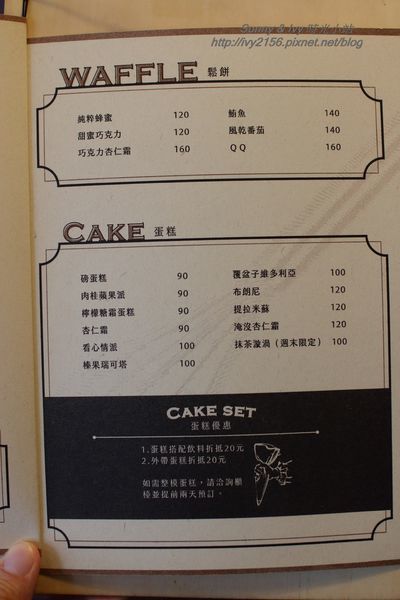 Sunny & ivy
http://ivy2156.pixnet.net/blog
WAFFLE 鬆餅
純粹蜂蜜 120
甜蜜巧克力 120
巧克力杏仁霜 160
鮪魚 140
風乾番茄 140
QQ 160
CAKE 蛋糕
磅蛋糕 90
肉桂蘋果派 90
檸檬糖霜蛋糕 90
杏仁霜 90
看心情派 100
榛果瑞可塔 100
覆盆子維多利亞 100
布朗尼 120
提拉米蘇 120
淹沒杏仁霜 120
抹茶漩渦（週末限定） 100
CAKE SET
蛋糕優惠
1.蛋糕搭配飲料折抵20元
2.外帶蛋糕折抵20元
如需整模蛋糕，請洽詢櫃
檯並提前兩天預訂。